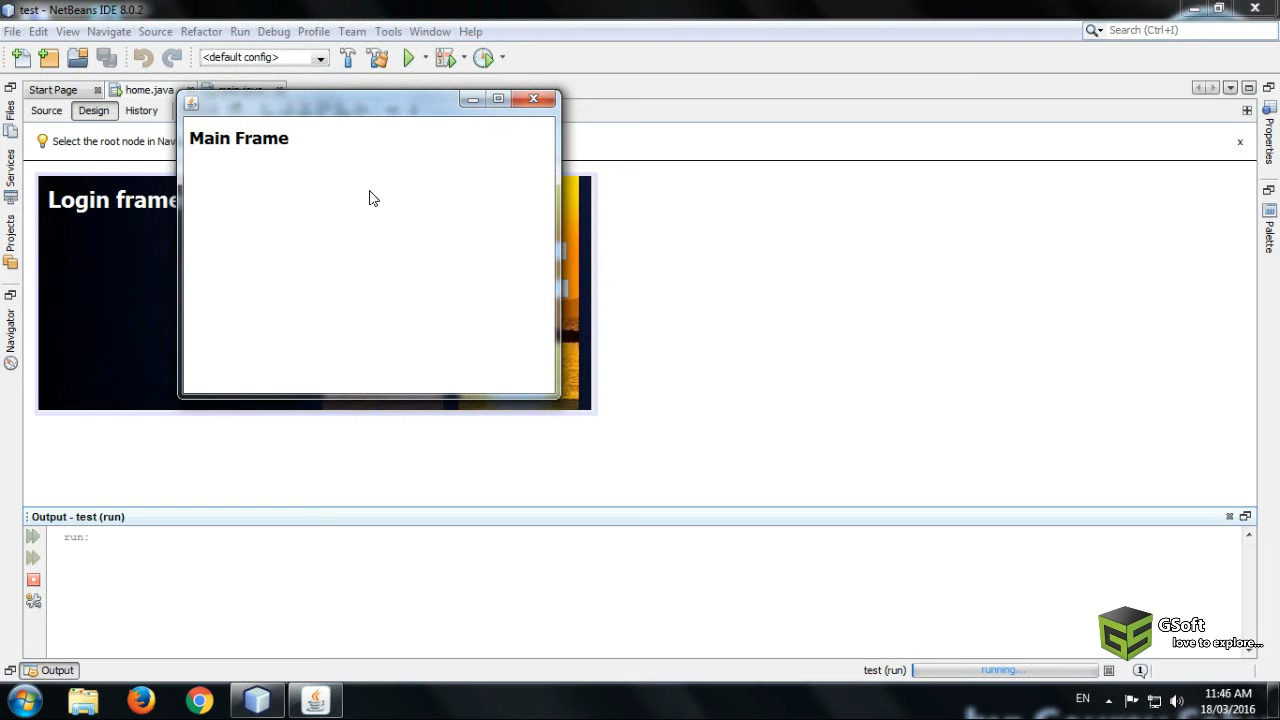 test - NetBeans IDE 8.0.2
File Edit View Navigate Source Refactor Run Debug Profile Team Tools Window Help
Search (Ctrl+I)
<default config>
Start Page home.java main.java
Source Design History
Select the root node in Nav
x
Main Frame
Login frame
Files
Services
Projects
Navigator
Properties
Palette
Output - test (run)
run:
GSoft
love to explore...
Output
test (run) running...
1
EN
11:46 AM
18/03/2016